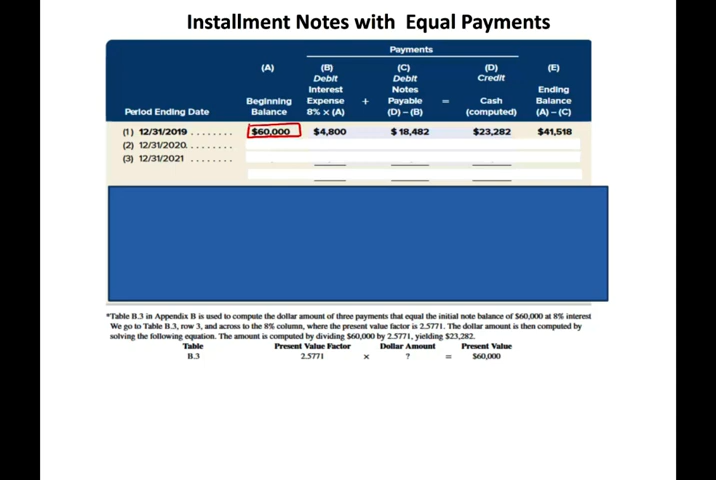 Installment Notes with Equal Payments
Payments
(A) (B) (C) (D) (E)
Debit Debit Credit
Interest Notes Ending
Beginning Expense + Payable = Cash Balance
Period Ending Date Balance 8% × (A) (D) – (B) (computed) (A) – (C)
(1) 12/31/2019 ........ $60,000 $4,800 $ 18,482 $23,282 $41,518
(2) 12/31/2020 ........
(3) 12/31/2021 ........
*Table B.3 in Appendix B is used to compute the dollar amount of three payments that equal the initial note balance of $60,000 at 8% interest
We go to Table B.3, row 3, and across to the 8% column, where the present value factor is 2.5771. The dollar amount is then computed by
solving the following equation. The amount is computed by dividing $60,000 by 2.5771, yielding $23,282.
Table Present Value Factor Dollar Amount Present Value
B.3 2.5771 × ? = $60,000